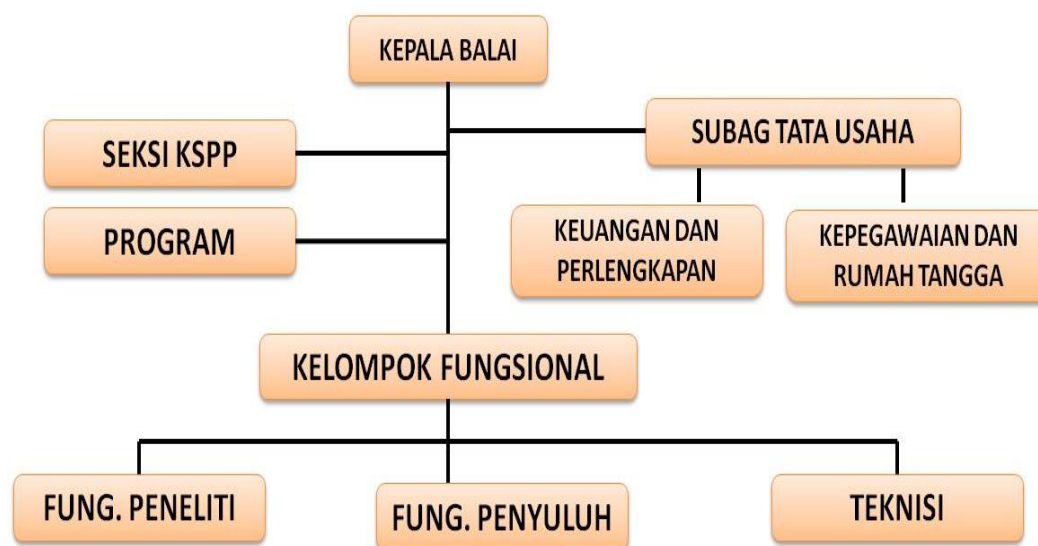 KEPALA BALAI
SUBAG TATA USAHA
SEKSI KSPP
PROGRAM
KEUANGAN DAN
PERLENGKAPAN
KEPEGAWAIAN DAN
RUMAH TANGGA
KELOMPOK FUNGSIONAL
FUNG. PENELITI
FUNG. PENYULUH
TEKNISI